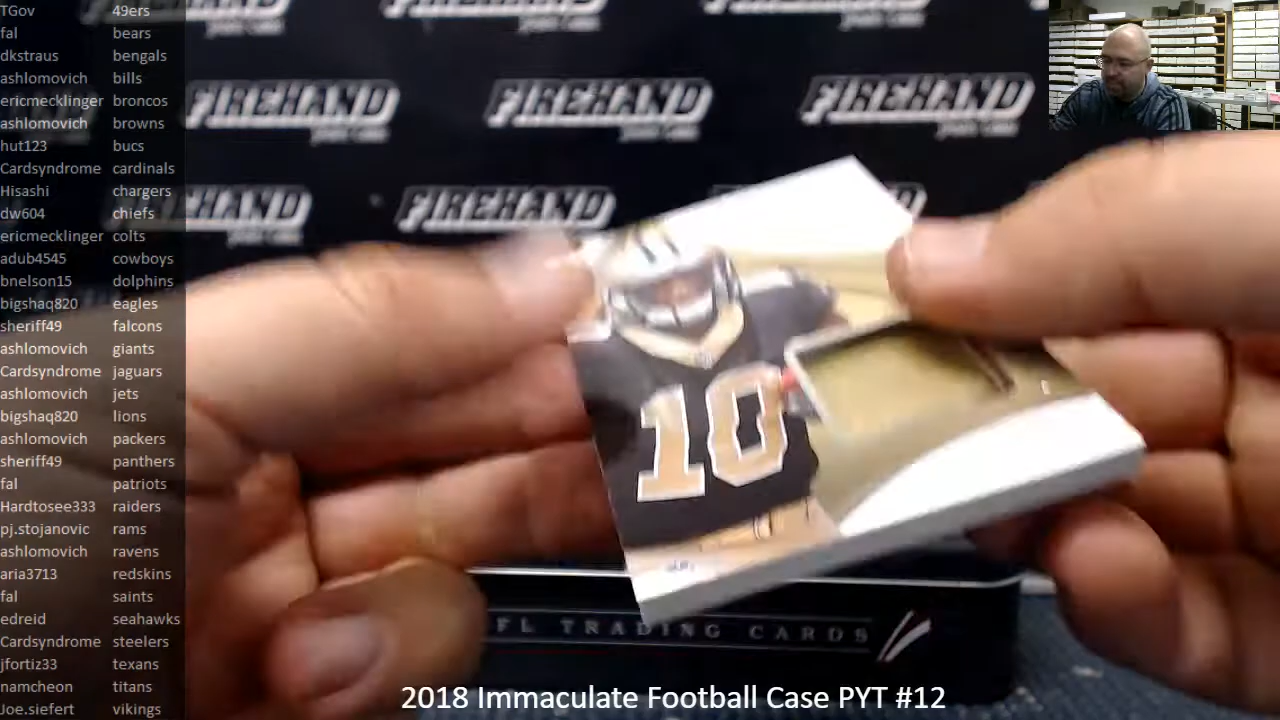 TGov 49ers
fal bears
dkstraus bengals
ashlomovich bills
ericmecklinger broncos
ashlomovich browns
hut123 bucs
Cardsyndrome cardinals
Hisashi chargers
dw604 chiefs
ericmecklinger colts
adub4545 cowboys
bnelson15 dolphins
bigshaq820 eagles
sheriff49 falcons
ashlomovich giants
Cardsyndrome jaguars
ashlomovich jets
bigshaq820 lions
ashlomovich packers
sheriff49 panthers
fal patriots
Hardtosee333 raiders
pj.stojanovic rams
ashlomovich ravens
aria3713 redskins
fal saints
edreid seahawks
Cardsyndrome steelers
jfortiz33 texans
namcheon titans
Joe.siefert vikings
FIREHAND FIREHAND FIREHAND
FIREHAND
10
FL TRADING CARDS
2018 Immaculate Football Case PYT #12